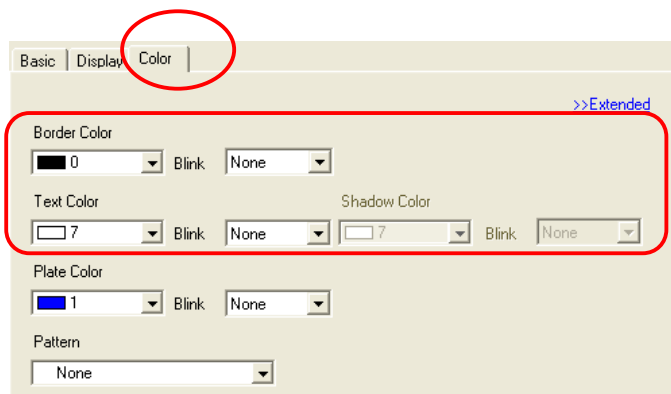 Basic Display Color
>>Extended
Border Color
0 Blink None
Text Color Shadow Color
7 Blink None 7 Blink None
Plate Color
1 Blink None
Pattern
None